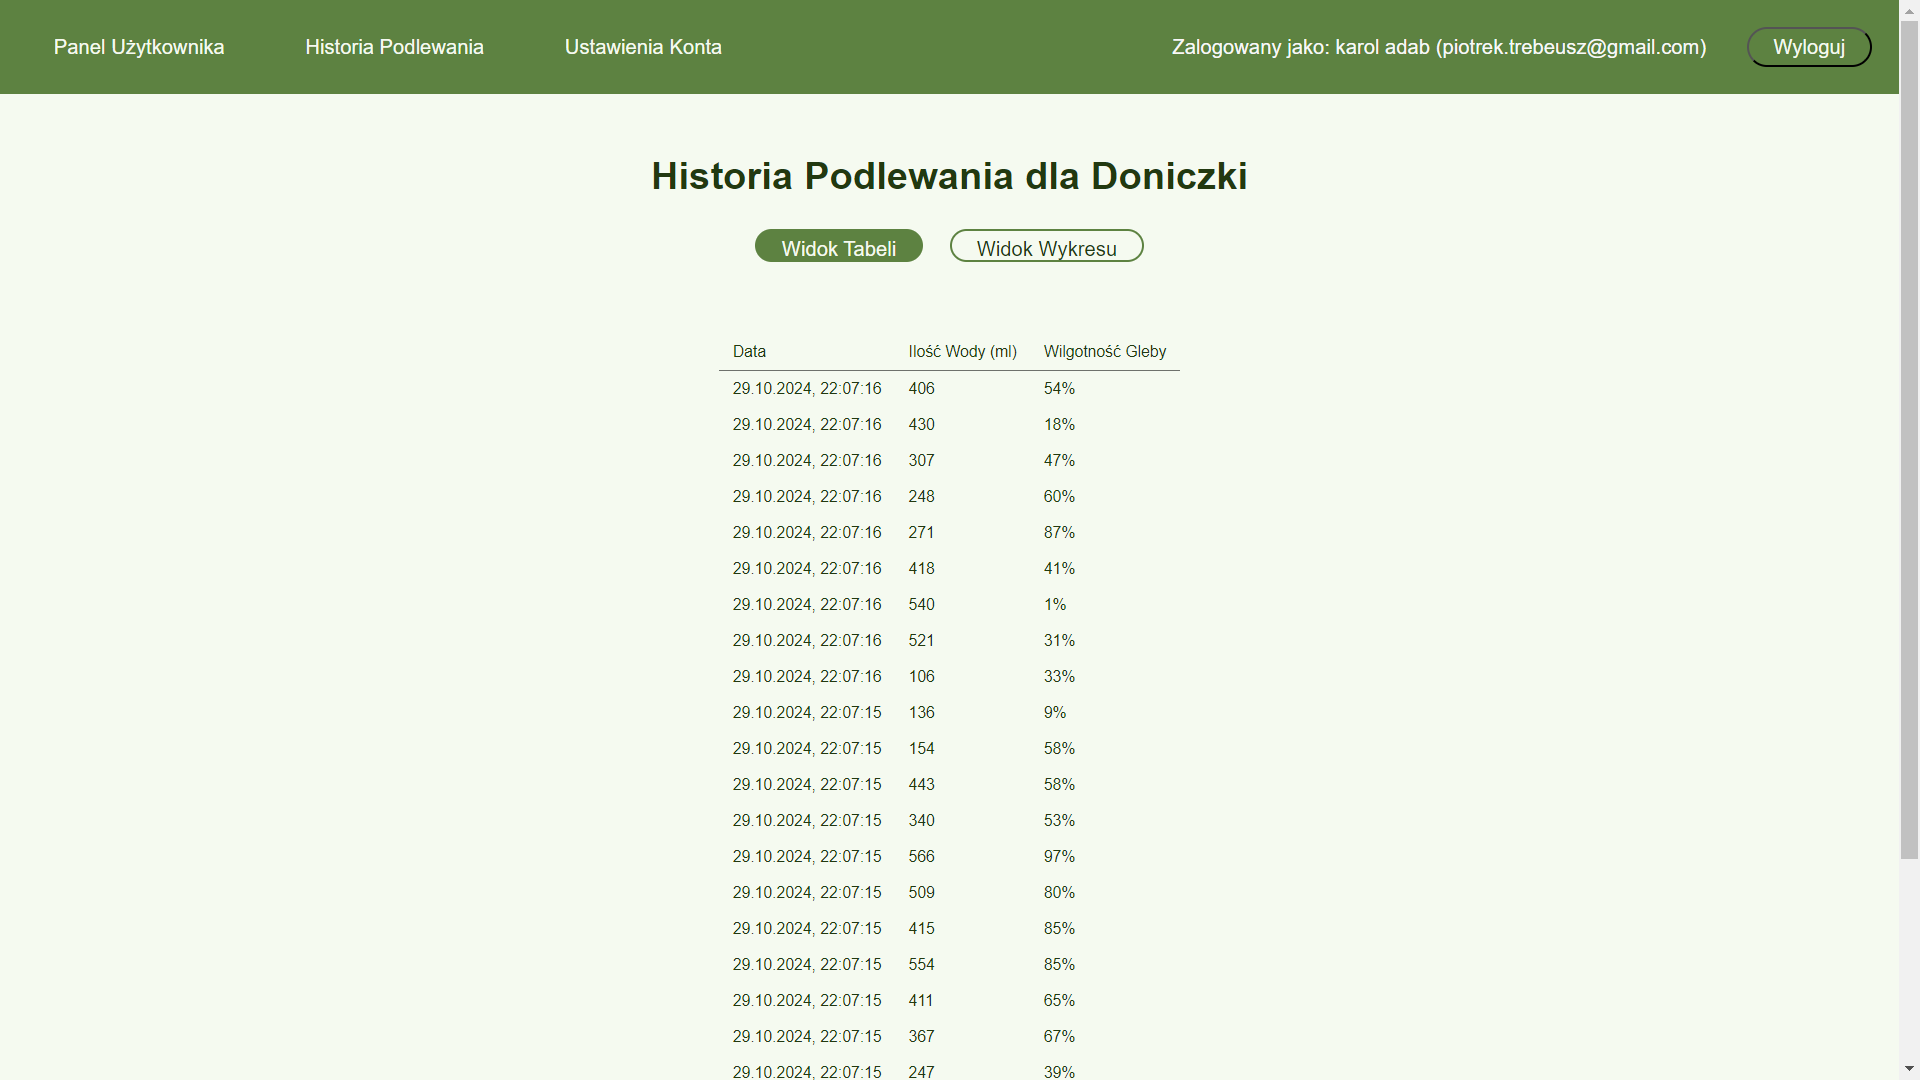 Panel Użytkownika Historia Podlewania Ustawienia Konta Zalogowany jako: karol adab (piotrek.trebeusz@gmail.com) Wyloguj
Historia Podlewania dla Doniczki
Widok Tabeli Widok Wykresu
Data Ilość Wody (ml) Wilgotność Gleby
29.10.2024, 22:07:16 406 54%
29.10.2024, 22:07:16 430 18%
29.10.2024, 22:07:16 307 47%
29.10.2024, 22:07:16 248 60%
29.10.2024, 22:07:16 271 87%
29.10.2024, 22:07:16 418 41%
29.10.2024, 22:07:16 540 1%
29.10.2024, 22:07:16 521 31%
29.10.2024, 22:07:16 106 33%
29.10.2024, 22:07:15 136 9%
29.10.2024, 22:07:15 154 58%
29.10.2024, 22:07:15 443 58%
29.10.2024, 22:07:15 340 53%
29.10.2024, 22:07:15 566 97%
29.10.2024, 22:07:15 509 80%
29.10.2024, 22:07:15 415 85%
29.10.2024, 22:07:15 554 85%
29.10.2024, 22:07:15 411 65%
29.10.2024, 22:07:15 367 67%
29.10.2024, 22:07:15 247 39%